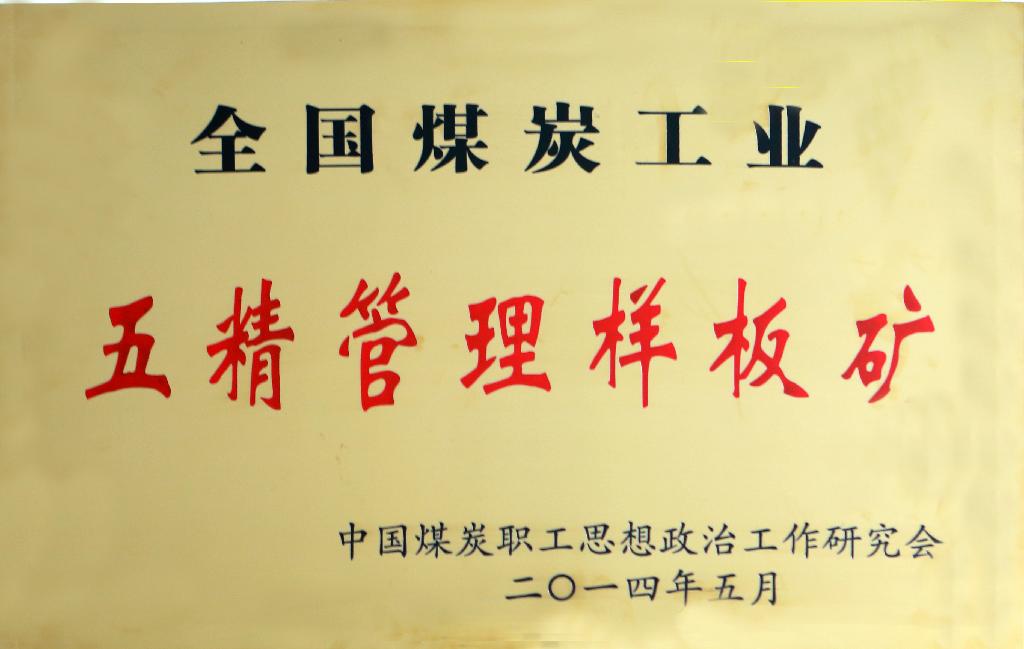 全国煤炭工业
五精管理样板矿
中国煤炭职工思想政治工作研究会
二〇一四年五月